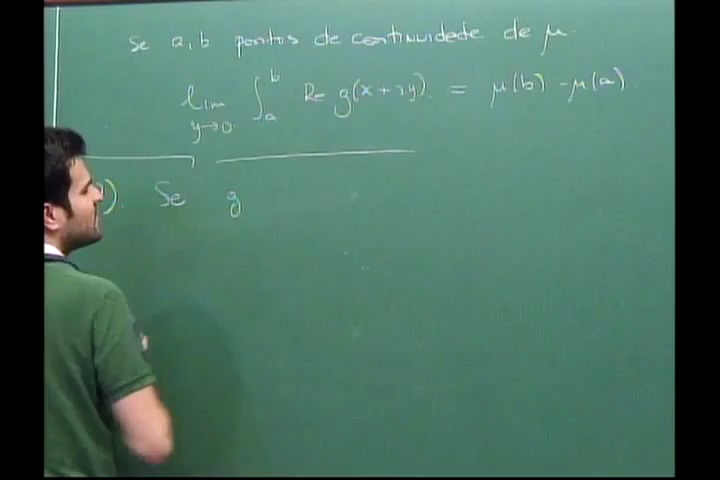 Se a, b pontos de continuidade de μ.
lim y→0 ∫_a^b Re g(x+iy) = μ(b) - μ(a)
). Se g